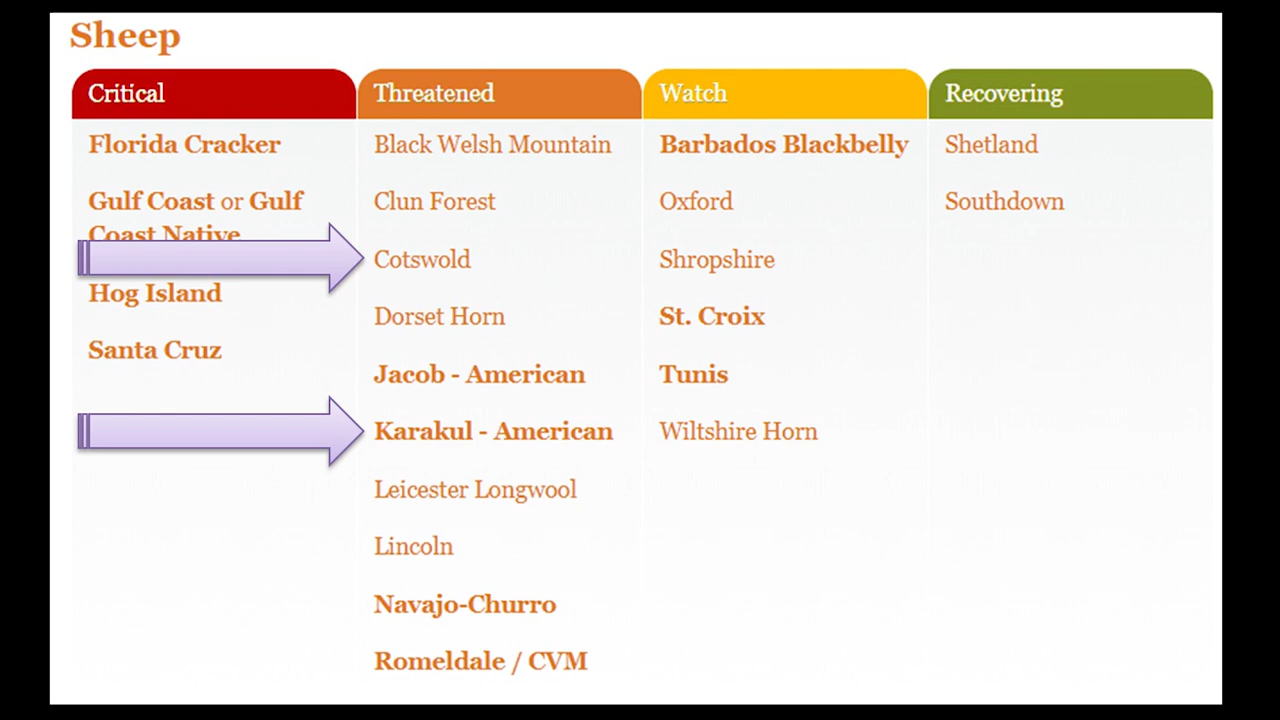 Sheep
Critical
Threatened
Watch
Recovering
Florida Cracker
Gulf Coast or Gulf
Coast Native
Hog Island
Santa Cruz
Black Welsh Mountain
Clun Forest
Cotswold
Dorset Horn
Jacob - American
Karakul - American
Leicester Longwool
Lincoln
Navajo-Churro
Romeldale / CVM
Barbados Blackbelly
Oxford
Shropshire
St. Croix
Tunis
Wiltshire Horn
Shetland
Southdown